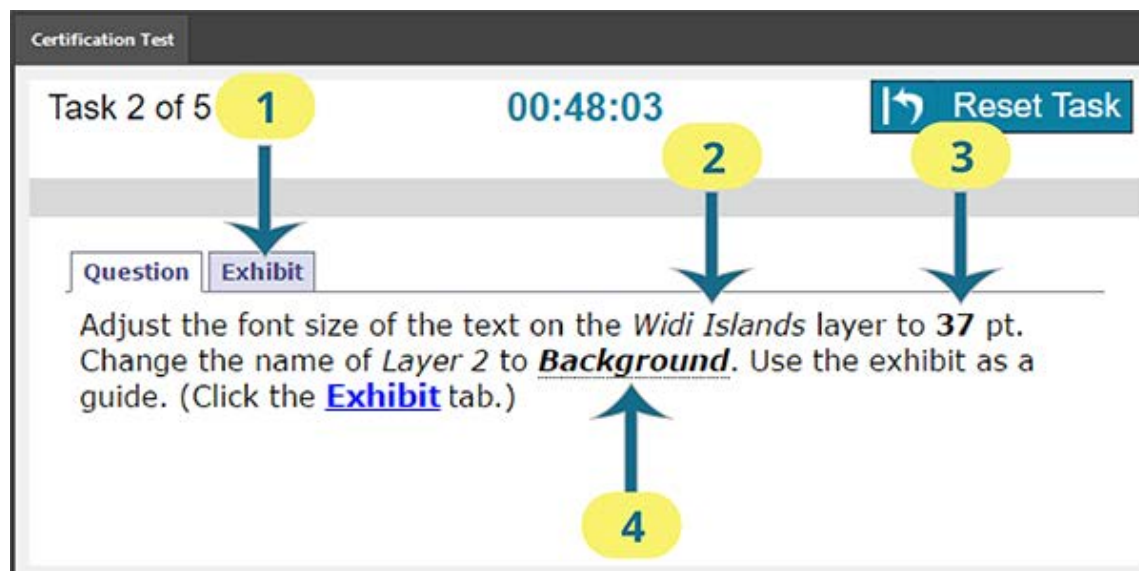 Certification Test
Task 2 of 5
1
00:48:03
Reset Task
2
3
Question
Exhibit
Adjust the font size of the text on the Widi Islands layer to 37 pt.
Change the name of Layer 2 to Background. Use the exhibit as a
guide. (Click the Exhibit tab.)
4